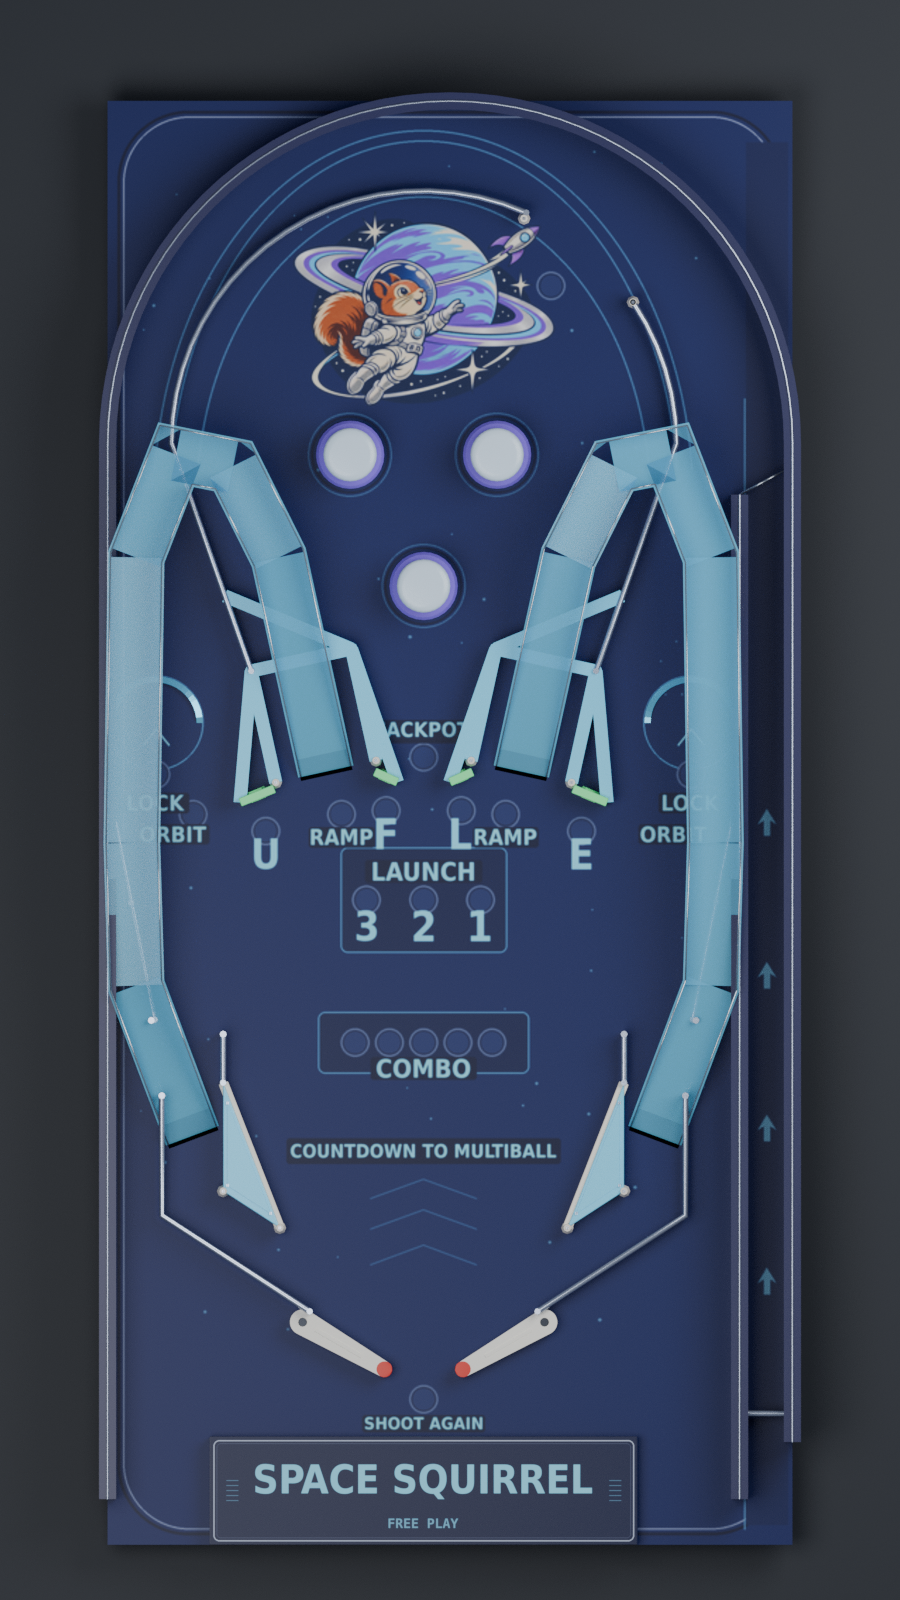 ACKPOT
LOCK
LOCK
ORBIT
RAMP
F
L
RAMP
ORBIT
U
E
LAUNCH
3 2 1
COMBO
COUNTDOWN TO MULTIBALL
SHOOT AGAIN
SPACE SQUIRREL
FREE PLAY